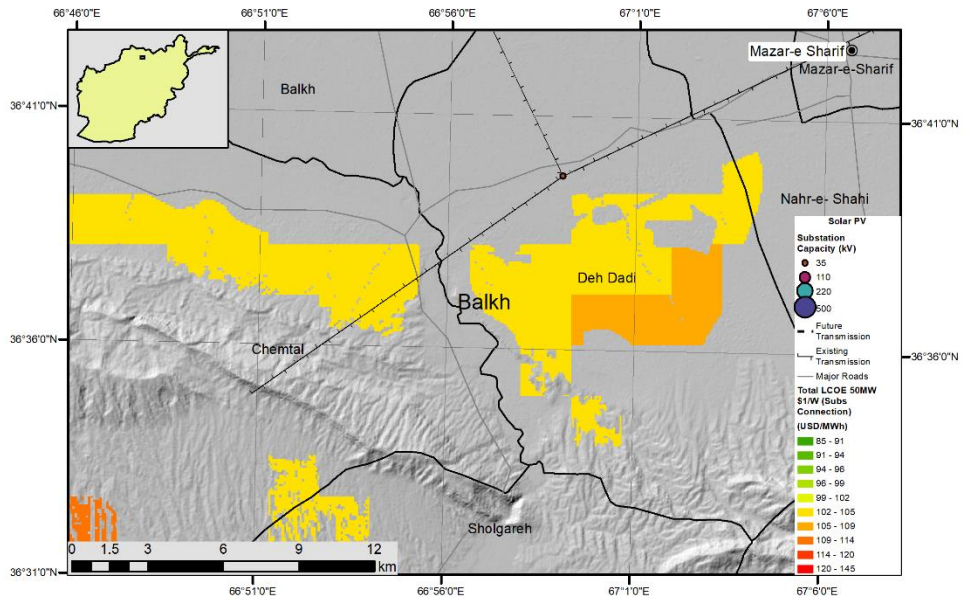 66°46'0"E 66°51'0"E 66°56'0"E 67°1'0"E 67°6'0"E
Mazar-e Sharif
Mazar-e-Sharif
Balkh
36°41'0"N 36°41'0"N
Nahr-e- Shahi
Solar PV
Substation
Capacity (kV)
35
110
220
500
Future
Transmission
Existing
Transmission
Major Roads
Total LCOE 50MW
$1/W (Subs
Connection)
(USD/MWh)
85 - 91
91 - 94
94 - 96
96 - 99
99 - 102
102 - 105
105 - 109
109 - 114
114 - 120
120 - 145
Deh Dadi
Balkh
36°36'0"N 36°36'0"N
Chemtal
Sholgareh
0 1.5 3 6 9 12
km
36°31'0"N
66°51'0"E 66°56'0"E 67°1'0"E 67°6'0"E